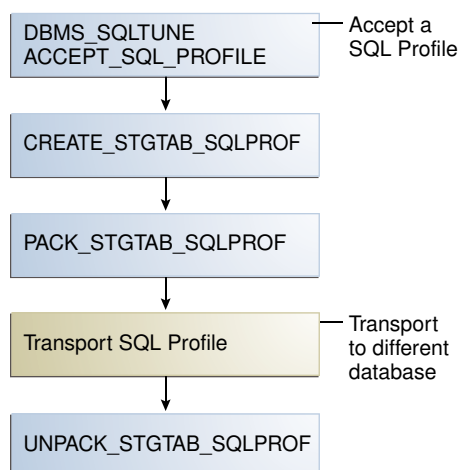 DBMS_SQLTUNE
ACCEPT_SQL_PROFILE
Accept a
SQL Profile
CREATE_STGTAB_SQLPROF
PACK_STGTAB_SQLPROF
Transport SQL Profile
Transport
to different
database
UNPACK_STGTAB_SQLPROF